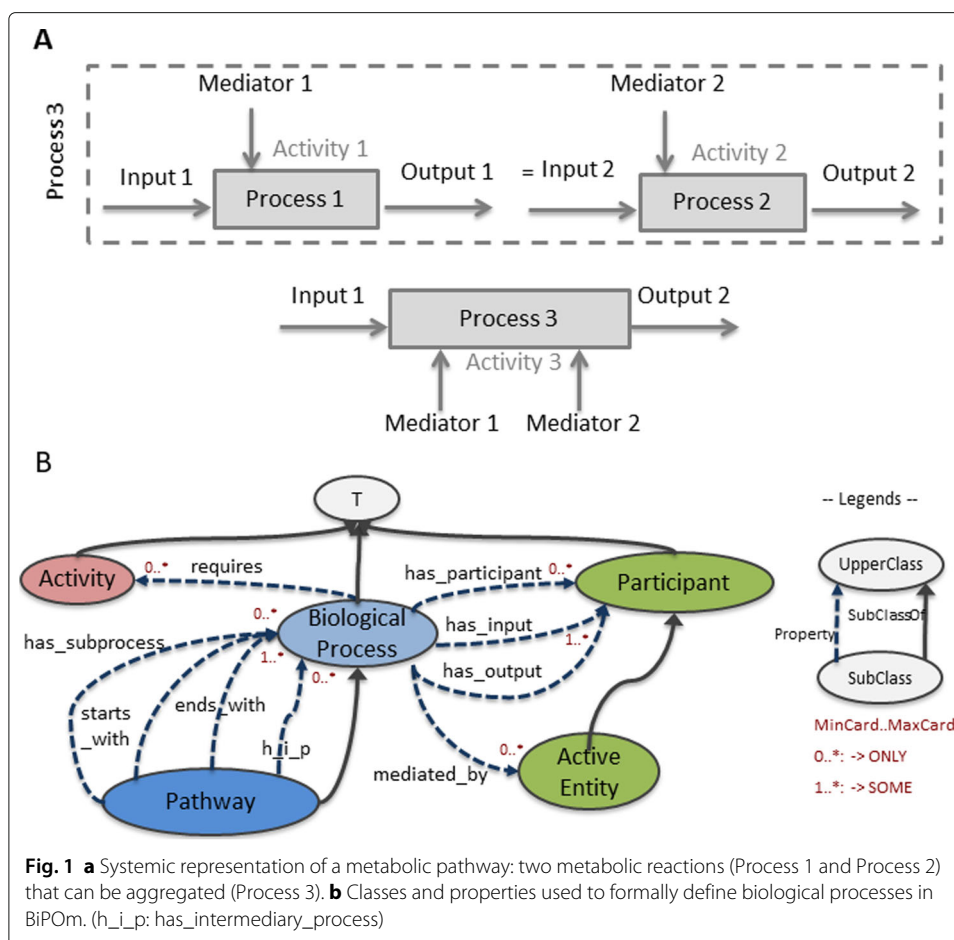 A
Process 3
Mediator 1
Mediator 2
Activity 1
Activity 2
Input 1
Output 1
= Input 2
Output 2
Process 1
Process 2
Input 1
Output 2
Process 3
Activity 3
Mediator 1
Mediator 2
B
T
-- Legends --
Activity
0..*
requires
has_participant
0..*
Participant
UpperClass
has_subprocess
0..*
Biological
Process
has_input
1..*
Property
SubClassOf
1..*
0..*
has_output
SubClass
starts
_with
ends_with
h_i_p
mediated_by
0..*
Active
Entity
MinCard..MaxCard
0..*: -> ONLY
1..*: -> SOME
Pathway
Fig. 1 a Systemic representation of a metabolic pathway: two metabolic reactions (Process 1 and Process 2)
that can be aggregated (Process 3). b Classes and properties used to formally define biological processes in
BiPOm. (h_i_p: has_intermediary_process)